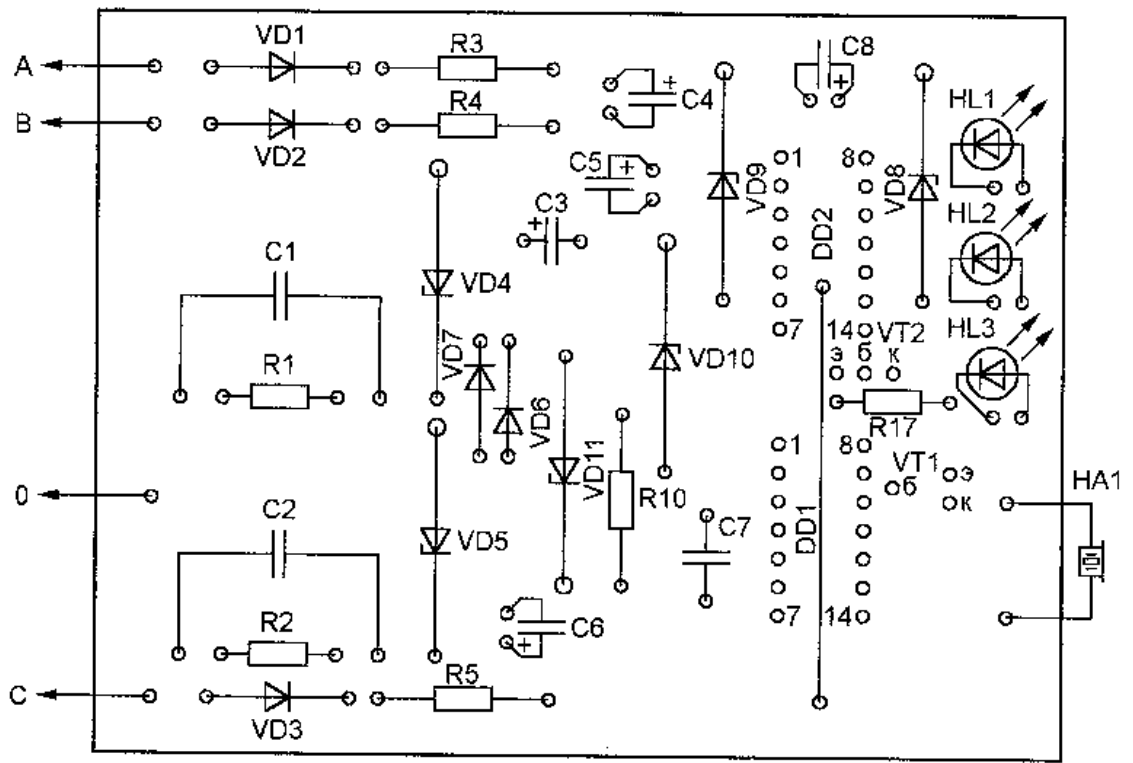 VD1
R3
C8
A
+
+
C4
HL1
B
R4
VD2
C5
+
1
8
VD9
VD8
C3
+
DD2
HL2
C1
VD4
7
14
VT2
HL3
VD7
э
б
к
R1
VD10
VD6
R17
1
8
VD11
VT1
э
б
к
HA1
0
R10
C2
VD5
C7
DD1
C6
+
7
14
R2
R5
C
VD3